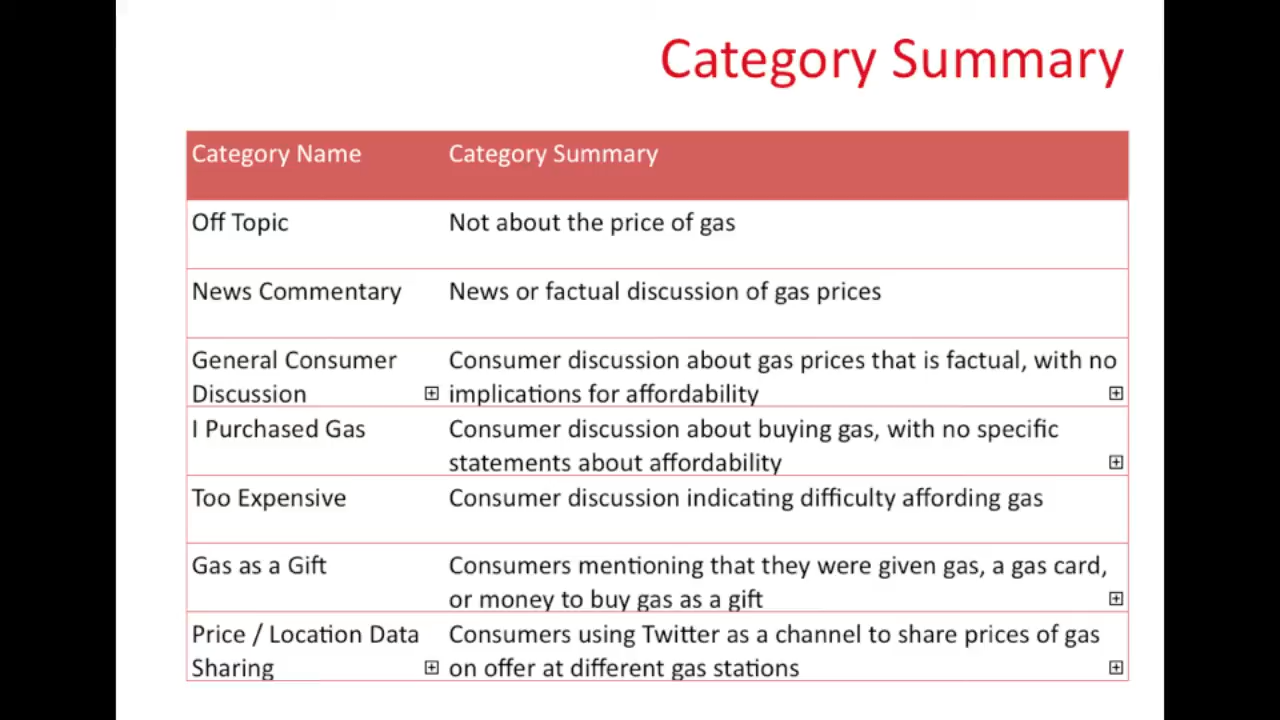 Category Summary
Category Name
Category Summary
Off Topic
Not about the price of gas
News Commentary
News or factual discussion of gas prices
General Consumer
Discussion
Consumer discussion about gas prices that is factual, with no
implications for affordability
I Purchased Gas
Consumer discussion about buying gas, with no specific
statements about affordability
Too Expensive
Consumer discussion indicating difficulty affording gas
Gas as a Gift
Consumers mentioning that they were given gas, a gas card,
or money to buy gas as a gift
Price / Location Data
Sharing
Consumers using Twitter as a channel to share prices of gas
on offer at different gas stations